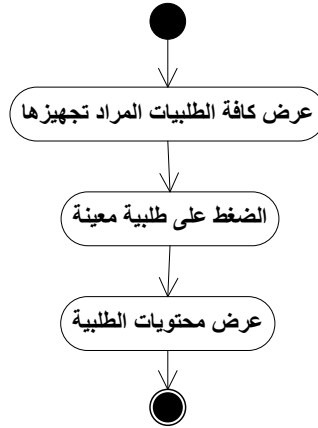 عرض كافة الطلبيات المراد تجهيزها
الضغط على طلبية معينة
عرض محتويات الطلبية